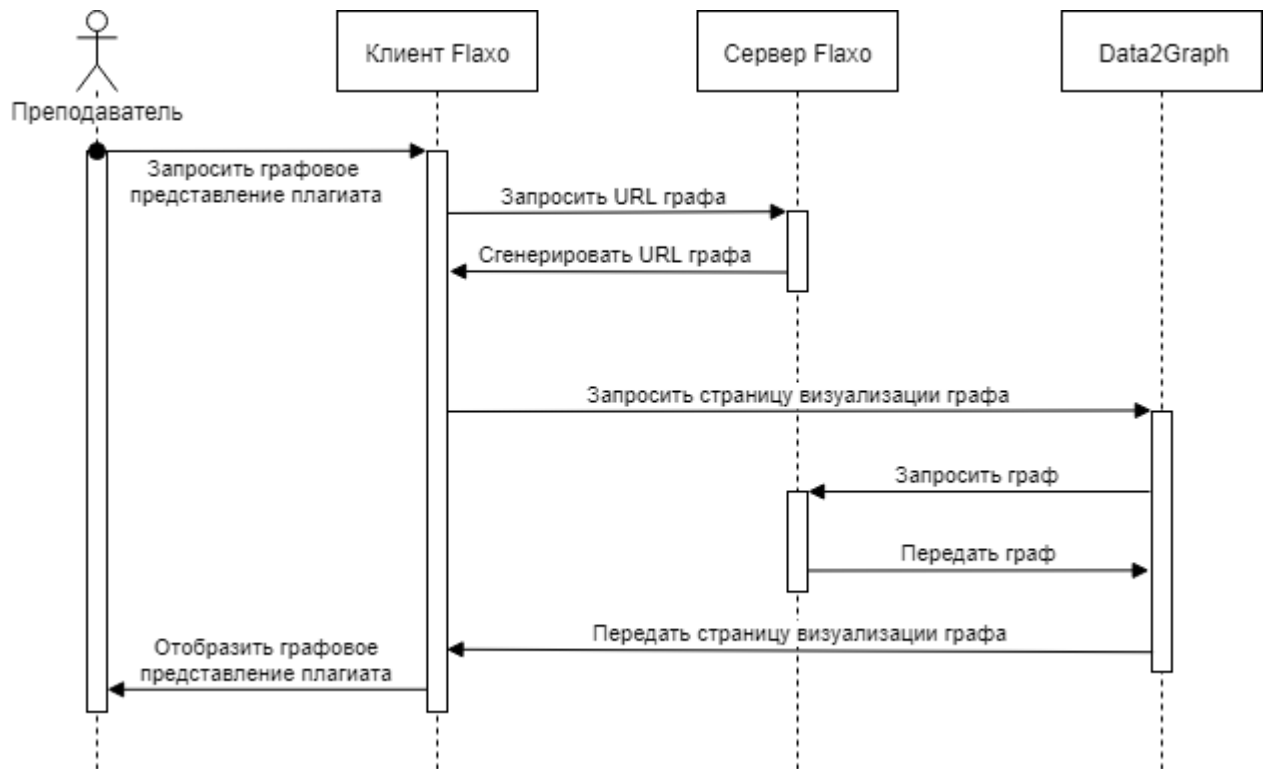 Клиент Flaxo
Сервер Flaxo
Data2Graph
Преподаватель
Запросить графовое
представление плагиата
Запросить URL графа
Сгенерировать URL графа
Запросить страницу визуализации графа
Запросить граф
Передать граф
Передать страницу визуализации графа
Отобразить графовое
представление плагиата